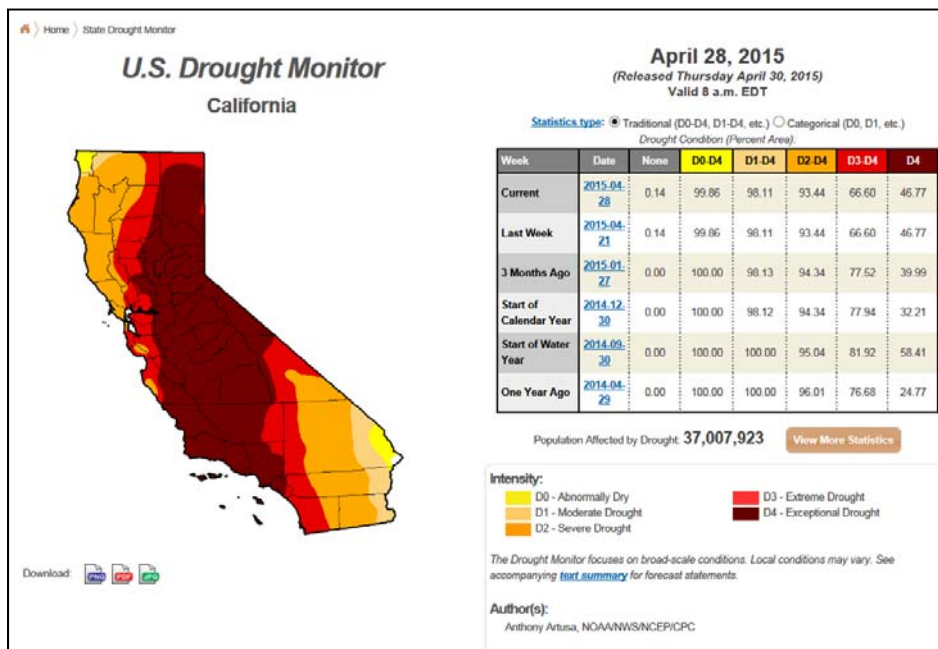 Home State Drought Monitor
U.S. Drought Monitor
California
April 28, 2015
(Released Thursday April 30, 2015)
Valid 8 a.m. EDT
Statistics type: Traditional (D0-D4, D1-D4, etc.) Categorical (D0, D1, etc.)
Drought Condition (Percent Area):
Week Date None D0-D4 D1-D4 D2-D4 D3-D4 D4
Current 2015-04-28 0.14 99.86 98.11 93.44 66.60 46.77
Last Week 2015-04-21 0.14 99.86 98.11 93.44 66.60 46.77
3 Months Ago 2015-01-27 0.00 100.00 98.13 94.34 77.52 39.99
Start of Calendar Year 2014-12-30 0.00 100.00 98.12 94.34 77.94 32.21
Start of Water Year 2014-09-30 0.00 100.00 100.00 95.04 81.92 58.41
One Year Ago 2014-04-29 0.00 100.00 100.00 96.01 76.68 24.77
Population Affected by Drought: 37,007,923 View More Statistics
Intensity:
D0 - Abnormally Dry D3 - Extreme Drought
D1 - Moderate Drought D4 - Exceptional Drought
D2 - Severe Drought
The Drought Monitor focuses on broad-scale conditions. Local conditions may vary. See
accompanying text summary for forecast statements.
Download: PNG PDF JPG
Author(s):
Anthony Artusa, NOAA/NWS/NCEP/CPC